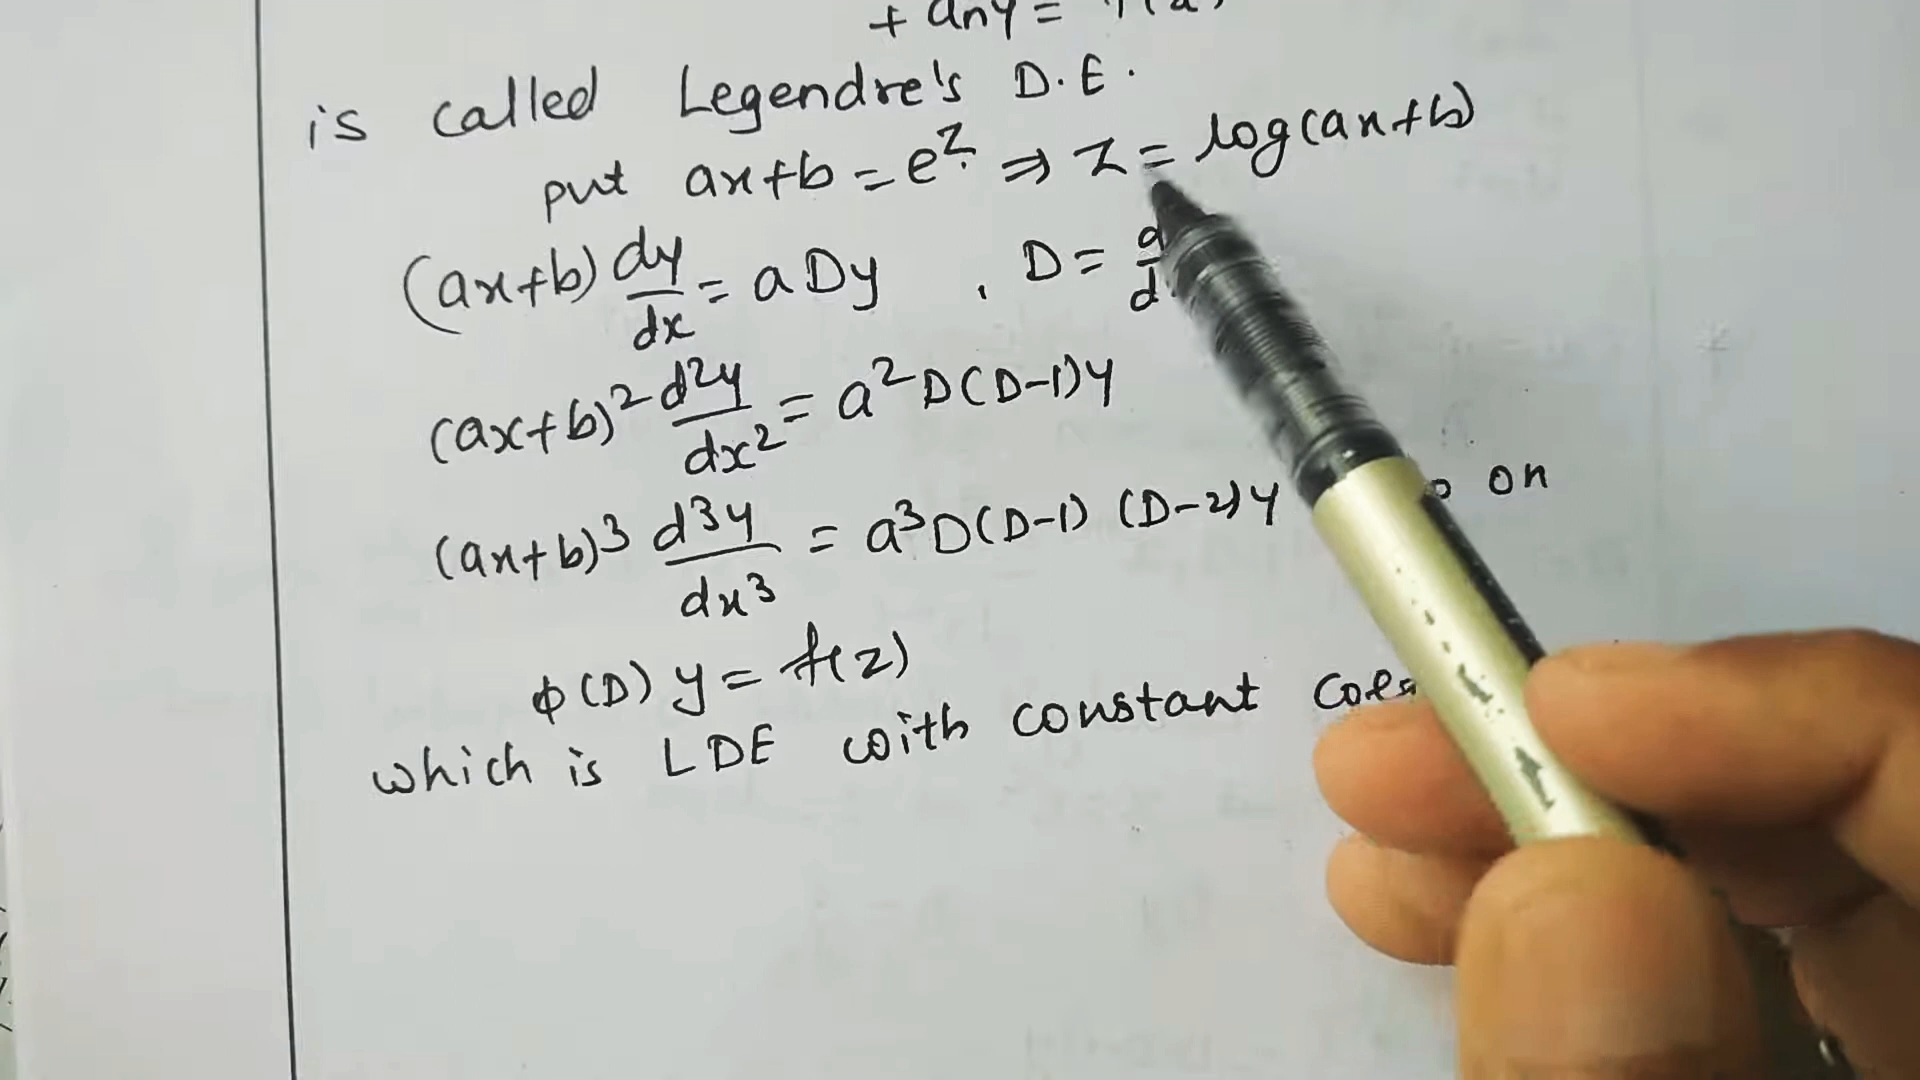 + any =
is called Legendre's D.E.
put ax+b = e^z ⇒ z = log(ax+b)
(ax+b) dy/dx = aDy , D = d/d
(ax+b)^2 d^2y/dx^2 = a^2 D(D-1)y
(ax+b)^3 d^3y/dx^3 = a^3 D(D-1) (D-2)y on
φ(D) y = f(z)
which is LDE with constant